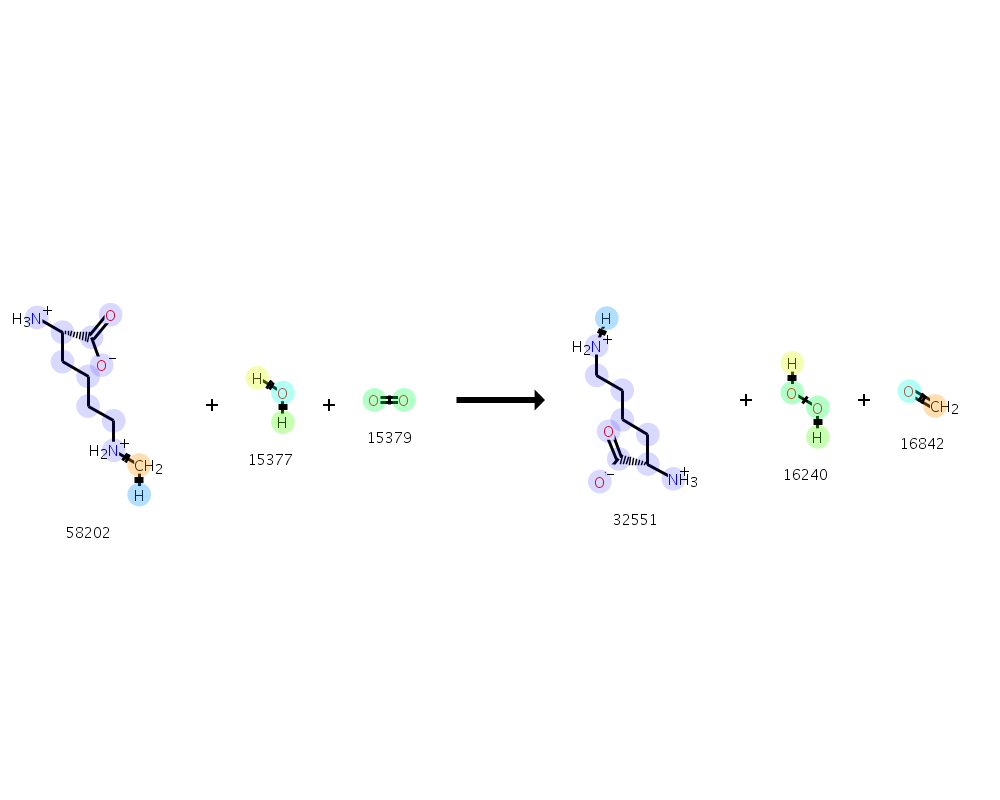 H3N+ O
O−
H2N+ CH2
H
58202
+
H O
H
15377
+
O O
15379
H
H2N+
O
O− NH3+
32551
+
H
O
O
H
16240
+
O CH2
16842